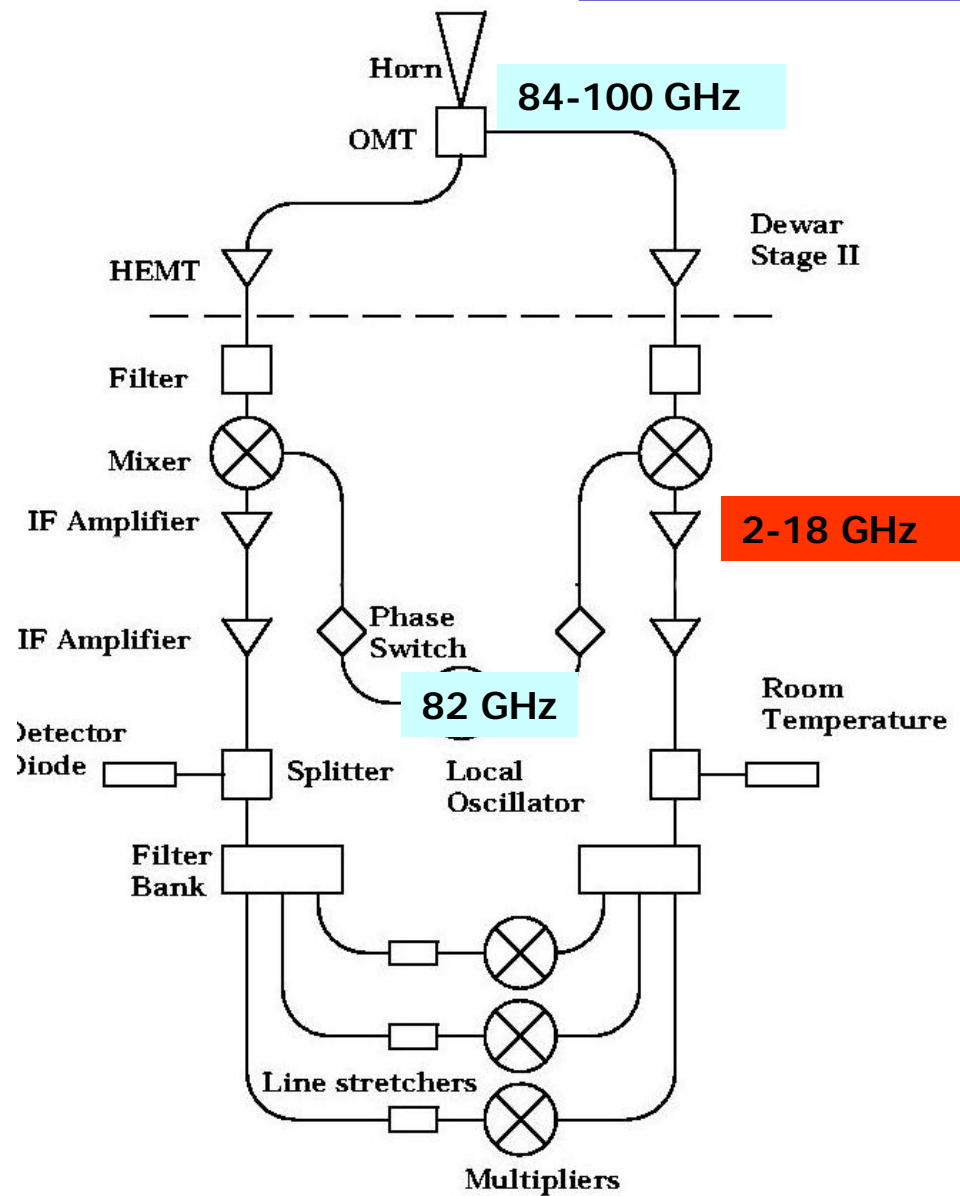 Horn
84-100 GHz
OMT
Dewar
Stage II
HEMT
Filter
Mixer
IF Amplifier
2-18 GHz
Phase
Switch
IF Amplifier
82 GHz
Room
Temperature
Detector
Diode
Splitter
Local
Oscillator
Filter
Bank
Line stretchers
Multipliers